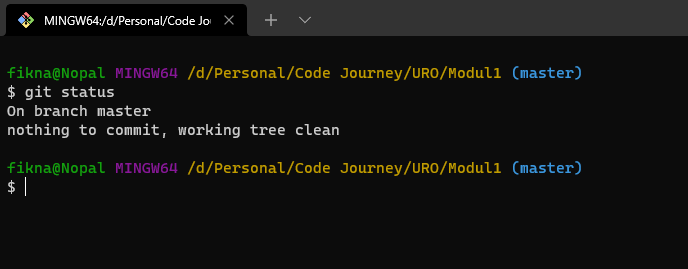 MINGW64:/d/Personal/Code Jou
fikna@Nopal MINGW64 /d/Personal/Code Journey/URO/Modul1 (master)
$ git status
On branch master
nothing to commit, working tree clean
fikna@Nopal MINGW64 /d/Personal/Code Journey/URO/Modul1 (master)
$